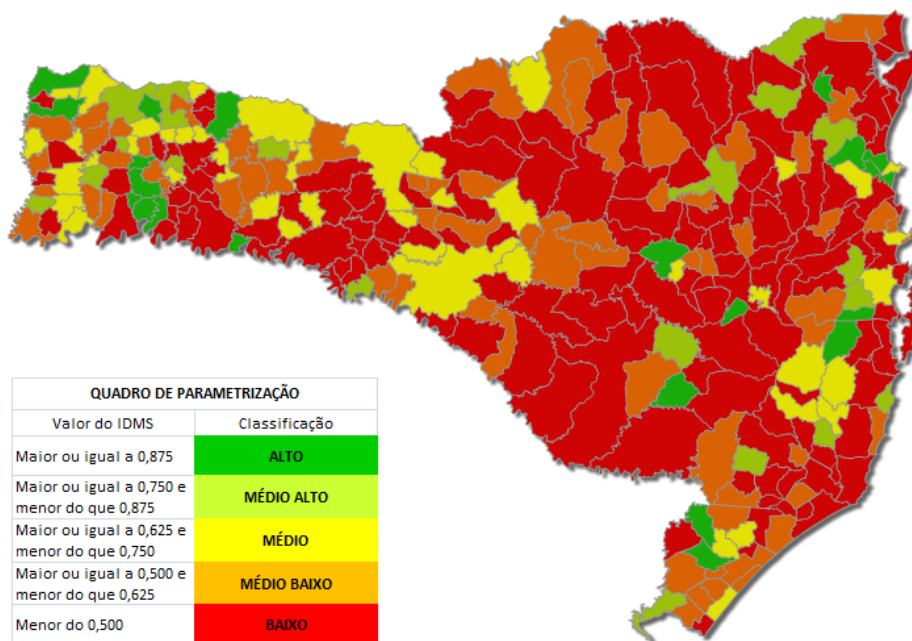 QUADRO DE PARAMETRIZAÇÃO
Valor do IDMS Classificação
Maior ou igual a 0,875 ALTO
Maior ou igual a 0,750 e
menor do que 0,875
MÉDIO ALTO
Maior ou igual a 0,625 e
menor do que 0,750
MÉDIO
Maior ou igual a 0,500 e
menor do que 0,625
MÉDIO BAIXO
Menor do 0,500 BAIXO